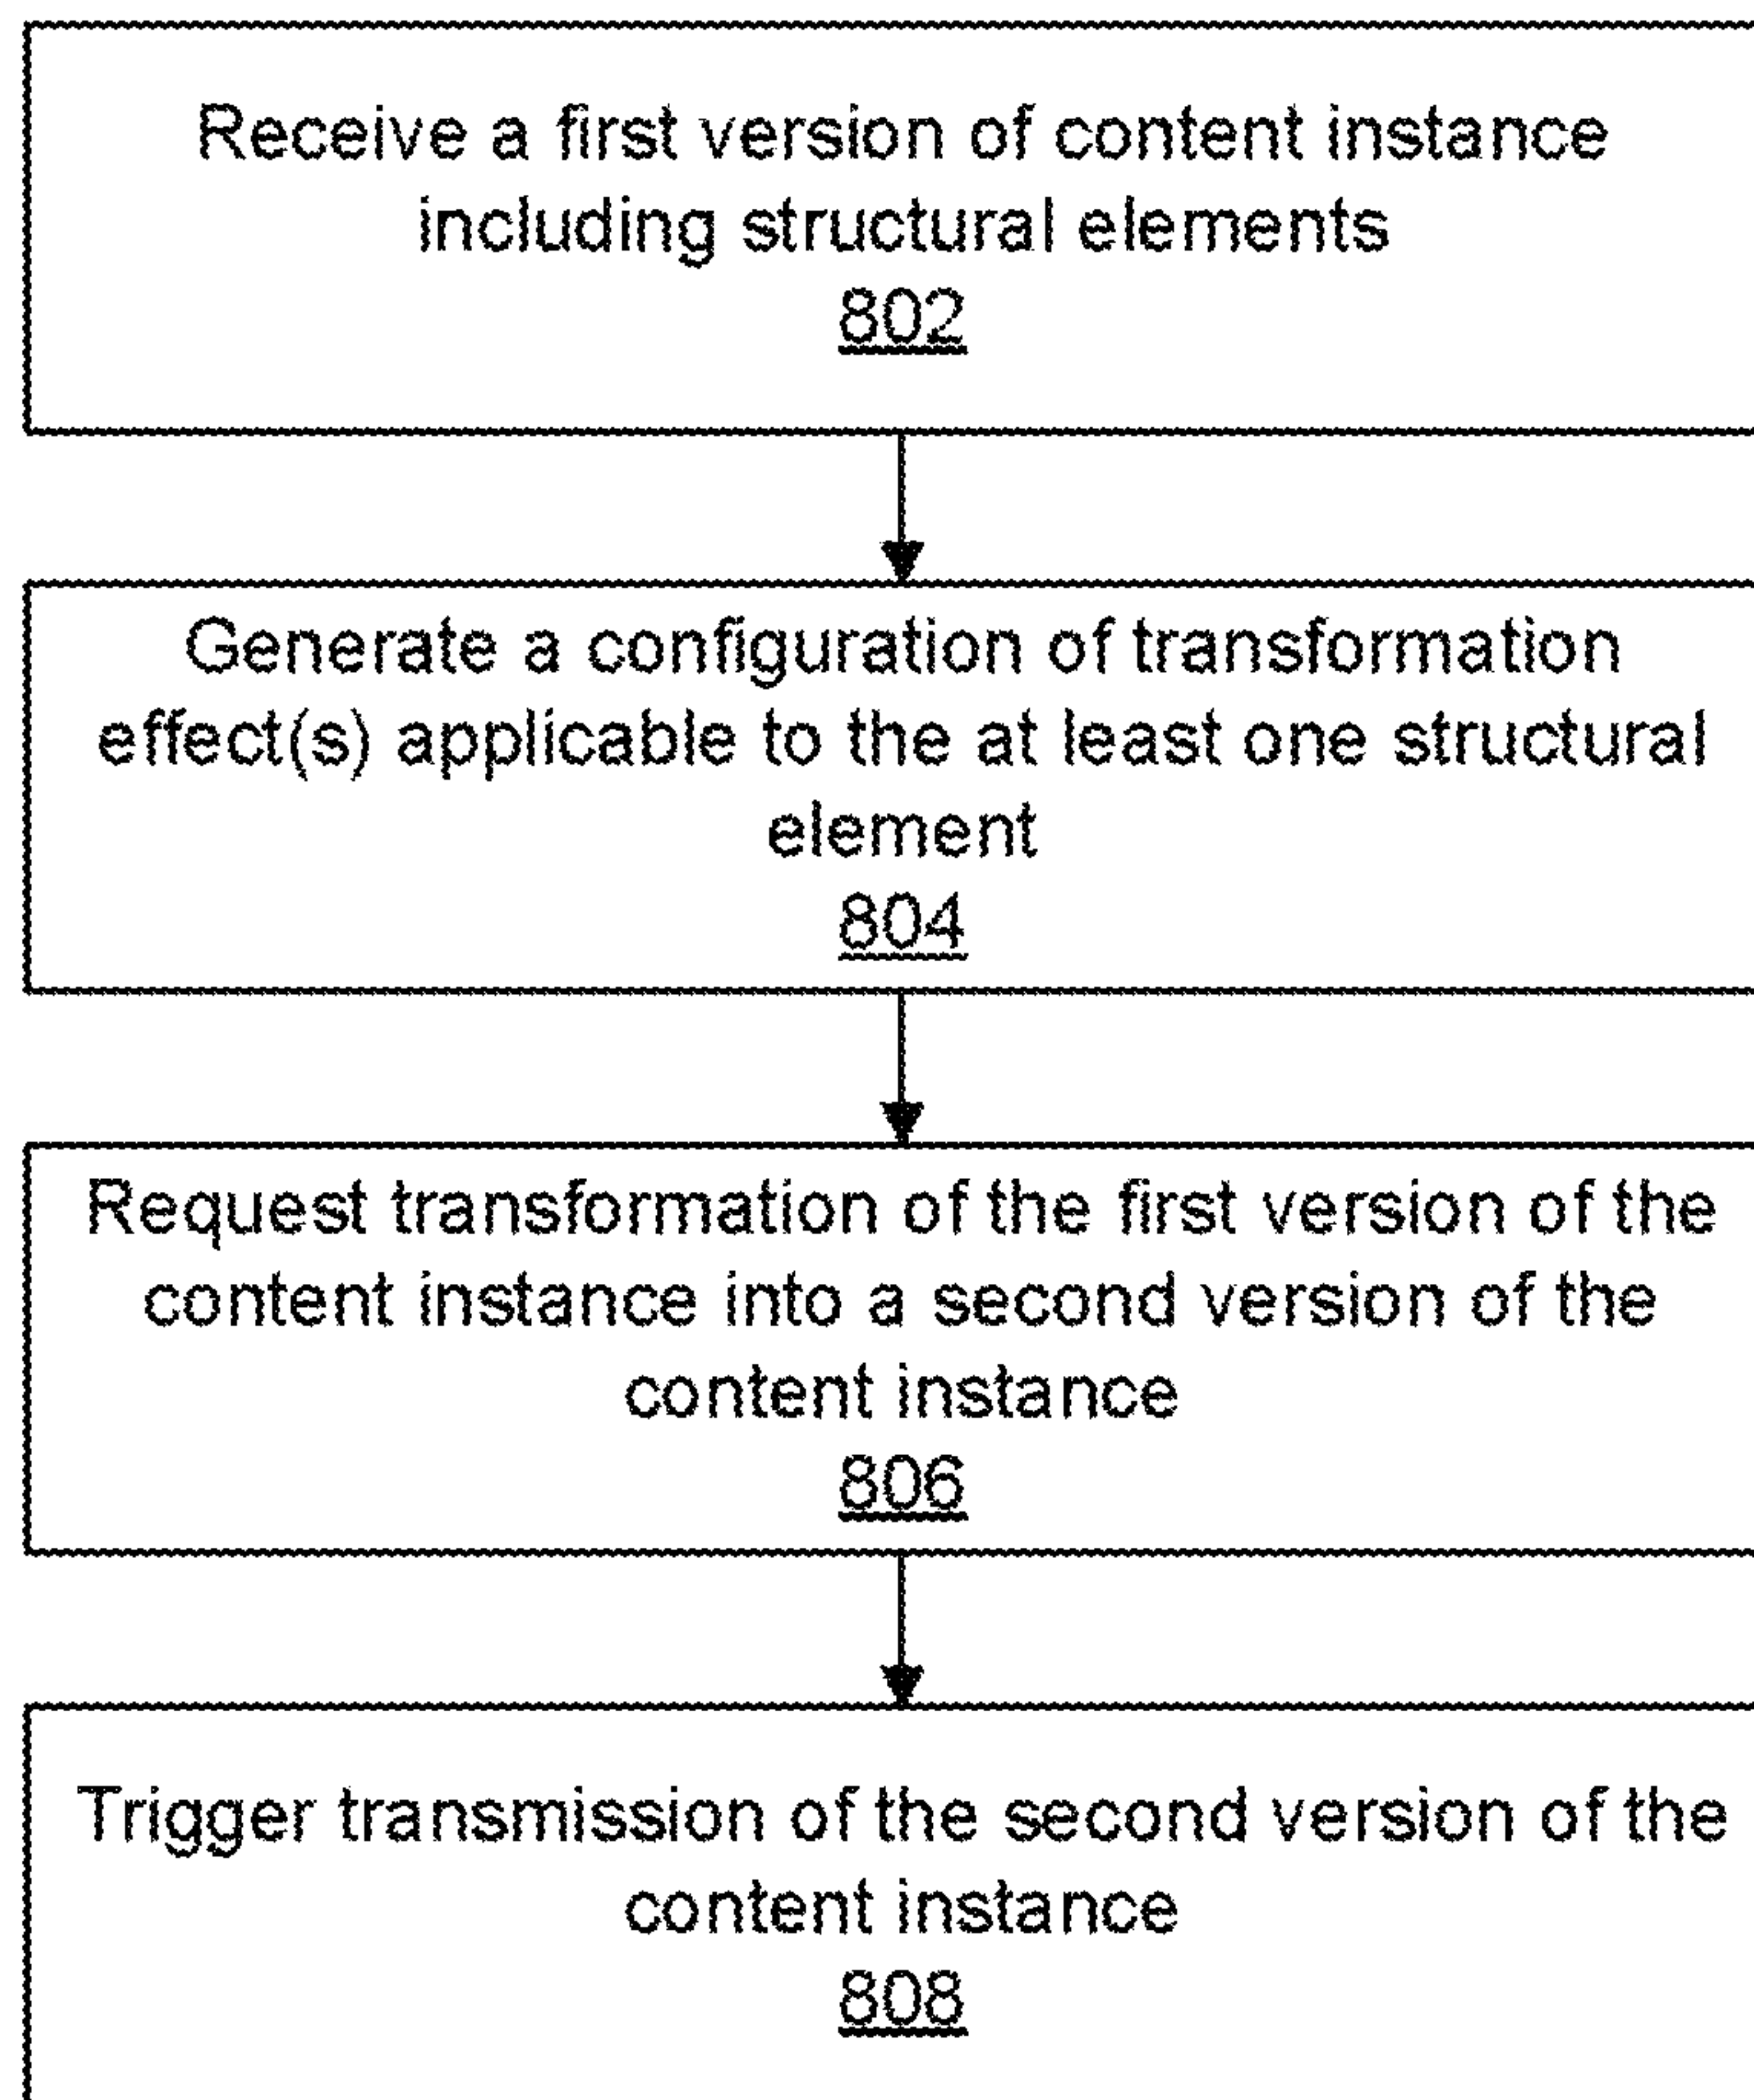 Receive a first version of content instance
including structural elements
802
Generate a configuration of transformation
effect(s) applicable to the at least one structural
element
804
Request transformation of the first version of the
content instance into a second version of the
content instance
806
Trigger transmission of the second version of the
content instance
808